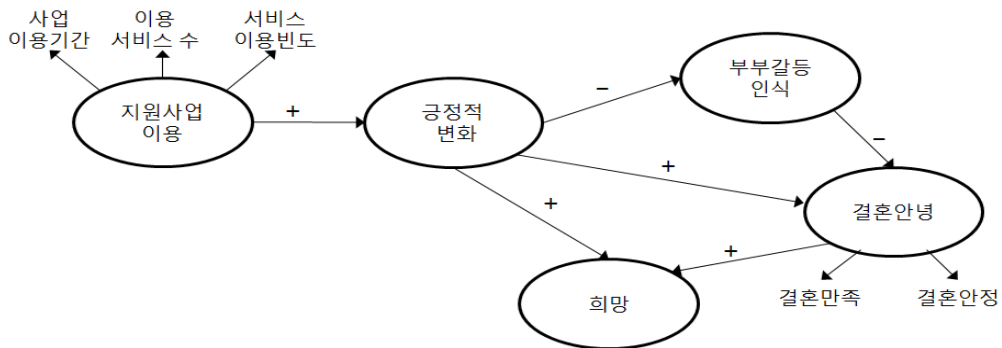 사업
이용기간
이용
서비스 수
서비스
이용빈도
지원사업
이용
+
긍정적
변화
−
부부갈등
인식
−
+
+
결혼안녕
+
희망
결혼만족
결혼안정